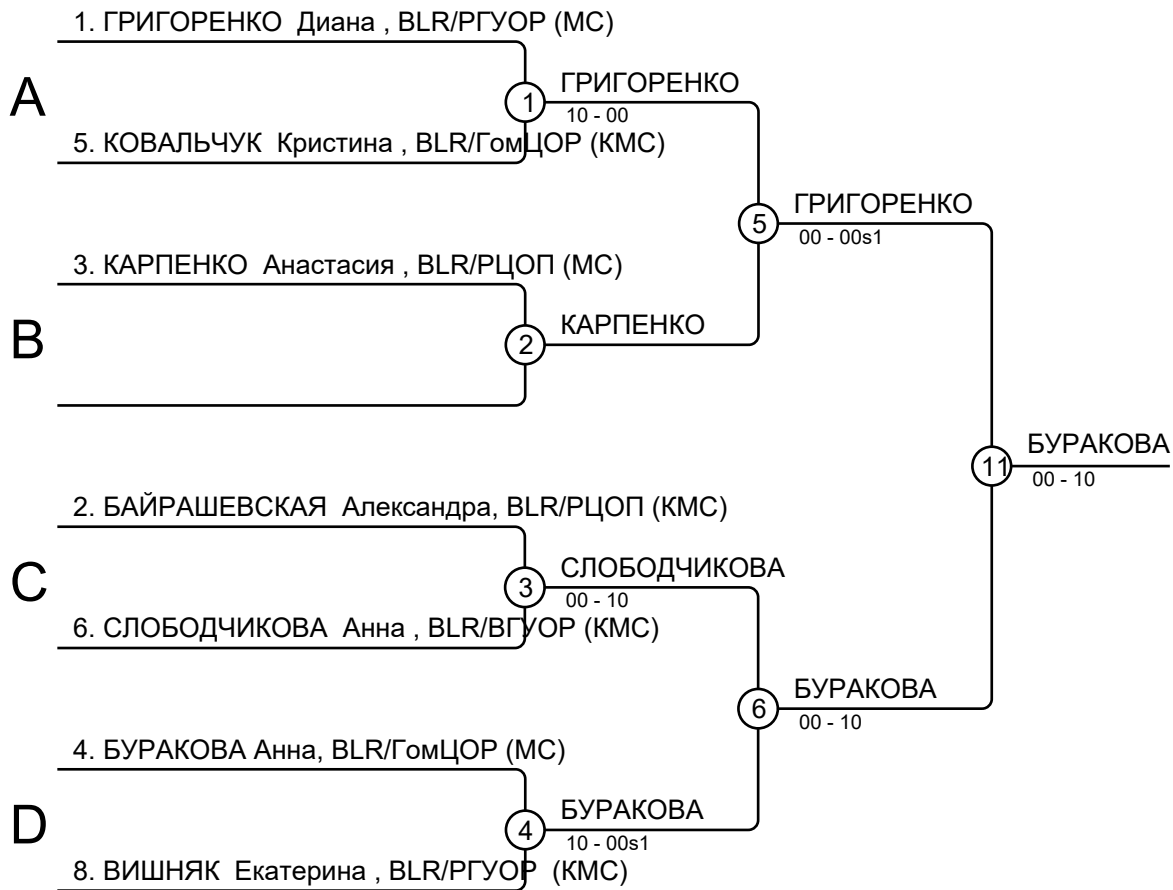 1. ГРИГОРЕНКО Диана , BLR/РГУОР (МС)
A
1
ГРИГОРЕНКО
10 - 00
5. КОВАЛЬЧУК Кристина , BLR/ГомЦОР (КМС)
5
ГРИГОРЕНКО
00 - 00s1
3. КАРПЕНКО Анастасия , BLR/РЦОП (МС)
B
2
КАРПЕНКО
11
БУРАКОВА
00 - 10
2. БАЙРАШЕВСКАЯ Александра, BLR/РЦОП (КМС)
C
3
СЛОБОДЧИКОВА
00 - 10
6. СЛОБОДЧИКОВА Анна , BLR/ВГУОР (КМС)
6
БУРАКОВА
00 - 10
4. БУРАКОВА Анна, BLR/ГомЦОР (МС)
D
4
БУРАКОВА
10 - 00s1
8. ВИШНЯК Екатерина , BLR/РГУОР (КМС)